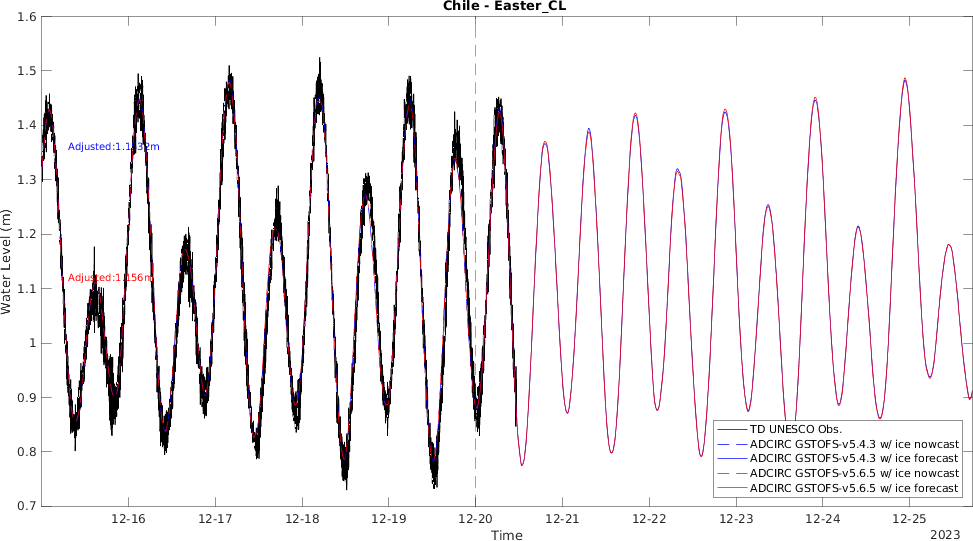 Chile - Easter_CL
1.6
1.5
1.4
1.3
1.2
1.1
1
0.9
0.8
0.7
Water Level (m)
Adjusted:1.156m
TD UNESCO Obs.
ADCIRC GSTOFS-v5.4.3 w/ ice nowcast
ADCIRC GSTOFS-v5.4.3 w/ ice forecast
ADCIRC GSTOFS-v5.6.5 w/ ice nowcast
ADCIRC GSTOFS-v5.6.5 w/ ice forecast
12-16
12-17
12-18
12-19
12-20
12-21
12-22
12-23
12-24
12-25
Time
2023